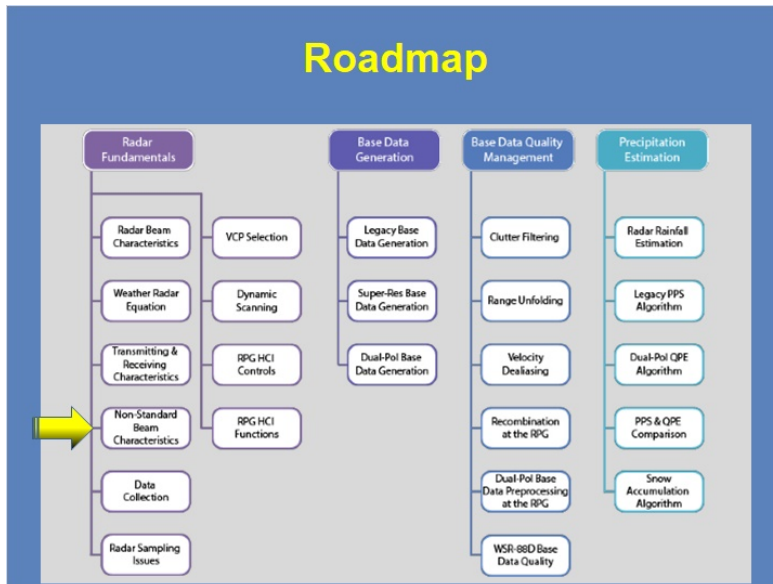 Roadmap
Radar
Fundamentals
Radar Beam
Characteristics
Weather Radar
Equation
Transmitting &
Receiving
Characteristics
Non-Standard
Beam
Characteristics
Data
Collection
Radar Sampling
Issues
VCP Selection
Dynamic
Scanning
RPG HCI
Controls
RPG HCI
Functions
Base Data
Generation
Legacy Base
Data Generation
Super-Res Base
Data Generation
Dual-Pol Base
Data Generation
Base Data Quality
Management
Clutter Filtering
Range Unfolding
Velocity
Dealiasing
Recombination
at the RPG
Dual-Pol Base
Data Preprocessing
at the RPG
WSR-88D Base
Data Quality
Precipitation
Estimation
Radar Rainfall
Estimation
Legacy PPS
Algorithm
Dual-Pol QPE
Algorithm
PPS & QPE
Comparison
Snow
Accumulation
Algorithm